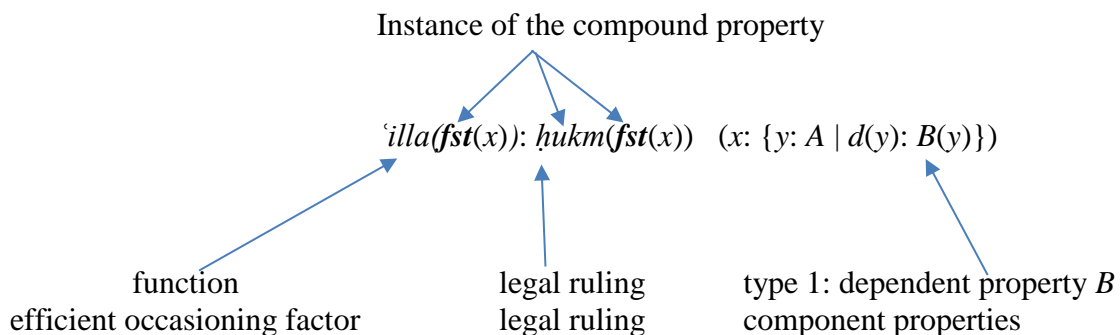 Instance of the compound property
ʿilla(fst(x)): ḥukm(fst(x)) (x: {y: A | d(y): B(y)})
function legal ruling type 1: dependent property B
efficient occasioning factor legal ruling component properties